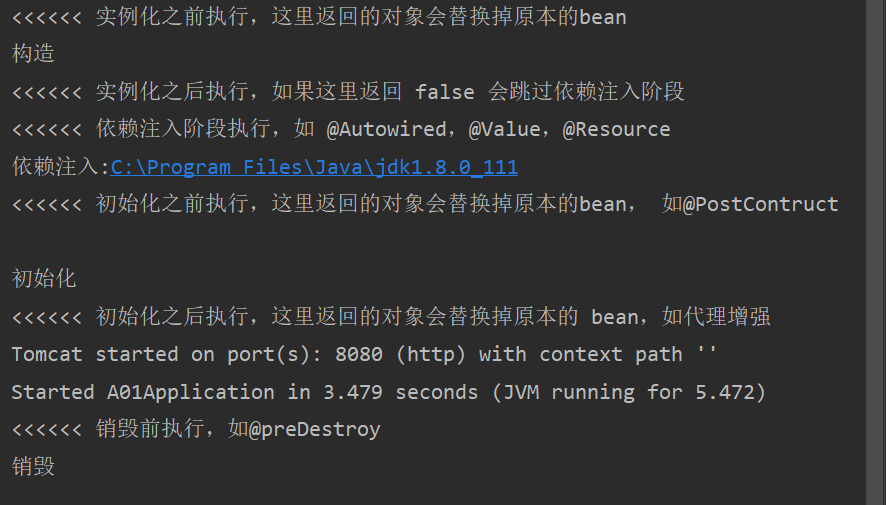 <<<<<< 实例化之前执行，这里返回的对象会替换掉原本的bean
构造
<<<<<< 实例化之后执行，如果这里返回 false 会跳过依赖注入阶段
<<<<<< 依赖注入阶段执行，如 @Autowired，@Value，@Resource
依赖注入:C:\Program Files\Java\jdk1.8.0_111
<<<<<< 初始化之前执行，这里返回的对象会替换掉原本的bean， 如@PostContruct
初始化
<<<<<< 初始化之后执行，这里返回的对象会替换掉原本的 bean，如代理增强
Tomcat started on port(s): 8080 (http) with context path ''
Started A01Application in 3.479 seconds (JVM running for 5.472)
<<<<<< 销毁前执行，如@preDestroy
销毁